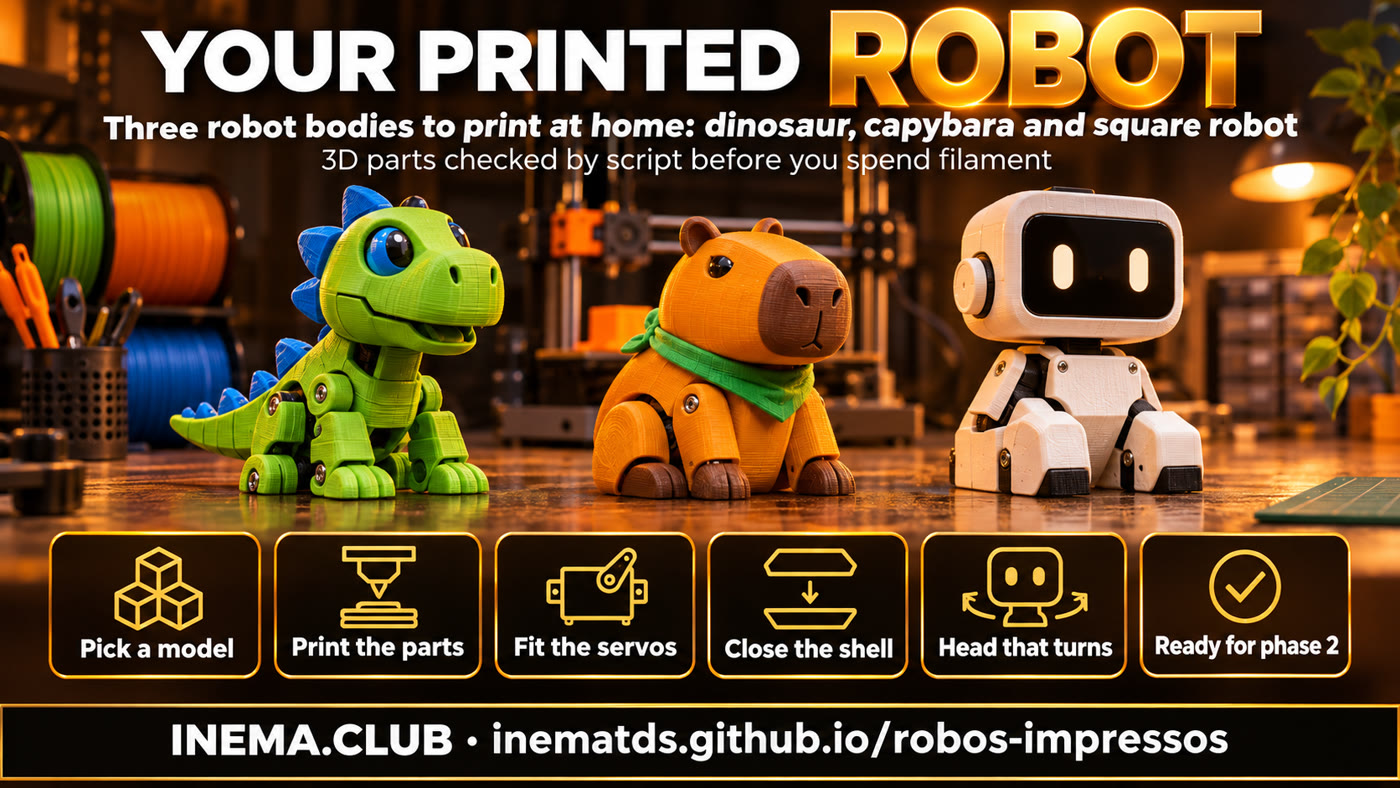 YOUR PRINTED ROBOT
Three robot bodies to print at home: dinosaur, capybara and square robot
3D parts checked by script before you spend filament
Pick a model
Print the parts
Fit the servos
Close the shell
Head that turns
Ready for phase 2
INEMA.CLUB • inematds.github.io/robos-impressos